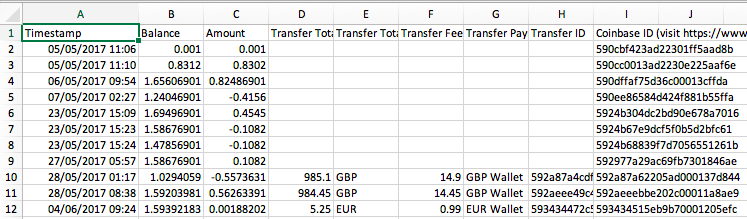 A B C D E F G H I J
1 Timestamp Balance Amount Transfer Tota Transfer Tota Transfer Fee Transfer Pay Transfer ID Coinbase ID (visit https://www
2 05/05/2017 11:06 0.001 0.001 590cbf423ad22301ff5aad8b
3 05/05/2017 11:10 0.8312 0.8302 590cc0013ad2230e225aaf6e
4 06/05/2017 09:54 1.65606901 0.82486901 590dffaf75d36c00013cffda
5 07/05/2017 02:27 1.24046901 -0.4156 590ee86584d424f881b55ffa
6 23/05/2017 15:09 1.69496901 0.4545 5924b304dc2bd90e678a7016
7 23/05/2017 15:23 1.58676901 -0.1082 5924b67e9dcf5f0b5d2bfc61
8 23/05/2017 15:24 1.47856901 -0.1082 5924b68839f7d7056551261b
9 27/05/2017 05:57 1.58676901 0.1082 592977a29ac69fb7301846ae
10 28/05/2017 01:17 1.0294059 -0.5573631 985.1 GBP 14.9 GBP Wallet 592a87a4cdf 592a87a62205ad000137d844
11 28/05/2017 08:38 1.59203981 0.56263391 984.45 GBP 14.45 GBP Wallet 592aeee49c4 592aeeebbe202c00011a8ae9
12 04/06/2017 09:24 1.59392183 0.00188202 5.25 EUR 0.99 EUR Wallet 593434472c5 593434515eb9b70001205efc